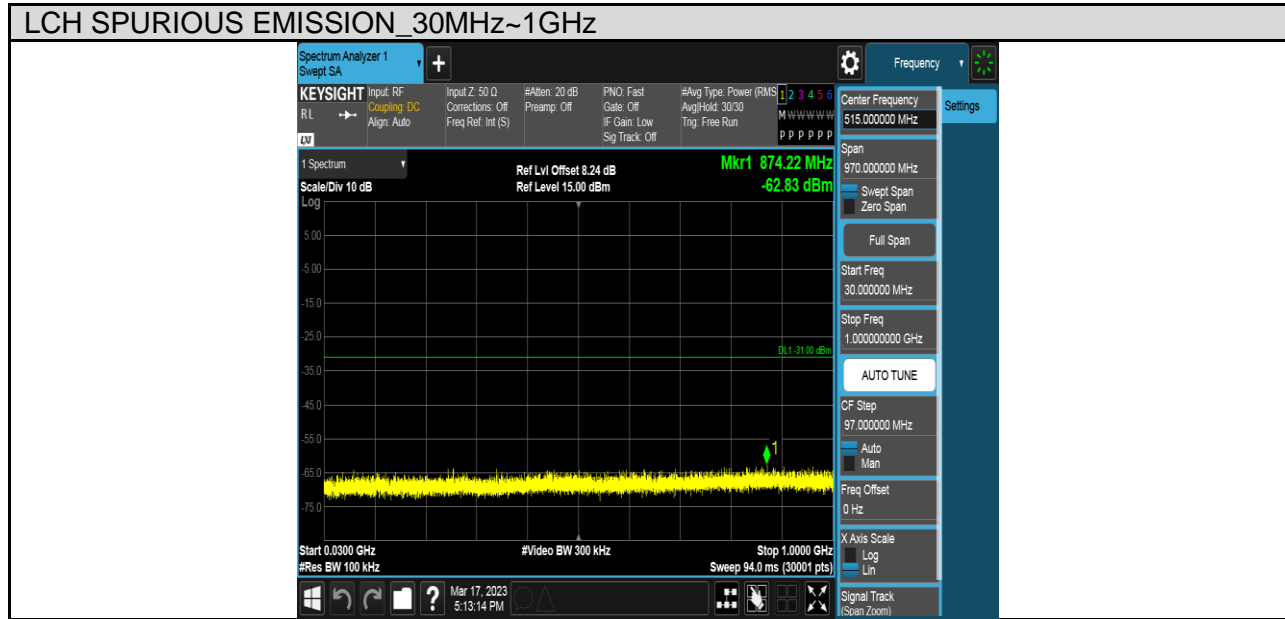 LCH SPURIOUS EMISSION_30MHz~1GHz
Spectrum Analyzer 1
Swept SA
+
Frequency
KEYSIGHT
RL
LXI
Input: RF
Coupling: DC
Align: Auto
Input Z: 50 Ω
Corrections: Off
Freq Ref: Int (S)
#Atten: 20 dB
Preamp: Off
PNO: Fast
Gate: Off
IF Gain: Low
Sig Track: Off
#Avg Type: Power (RMS
Avg|Hold: 30/30
Trig: Free Run
1 2 3 4 5 6
M W W W W W
P P P P P P
Center Frequency
515.000000 MHz
Settings
1 Spectrum
Scale/Div 10 dB
Ref Lvl Offset 8.24 dB
Ref Level 15.00 dBm
Mkr1 874.22 MHz
-62.83 dBm
Log
5.00
-5.00
-15.0
-25.0
DL1 -31.00 dBm
-35.0
-45.0
-55.0
1
-65.0
-75.0
Start 0.0300 GHz
#Res BW 100 kHz
#Video BW 300 kHz
Stop 1.0000 GHz
Sweep 94.0 ms (30001 pts)
Span
970.000000 MHz
Swept Span
Zero Span
Full Span
Start Freq
30.000000 MHz
Stop Freq
1.000000000 GHz
AUTO TUNE
CF Step
97.000000 MHz
Auto
Man
Freq Offset
0 Hz
X Axis Scale
Log
Lin
Signal Track
(Span Zoom)
?
Mar 17, 2023
5:13:14 PM